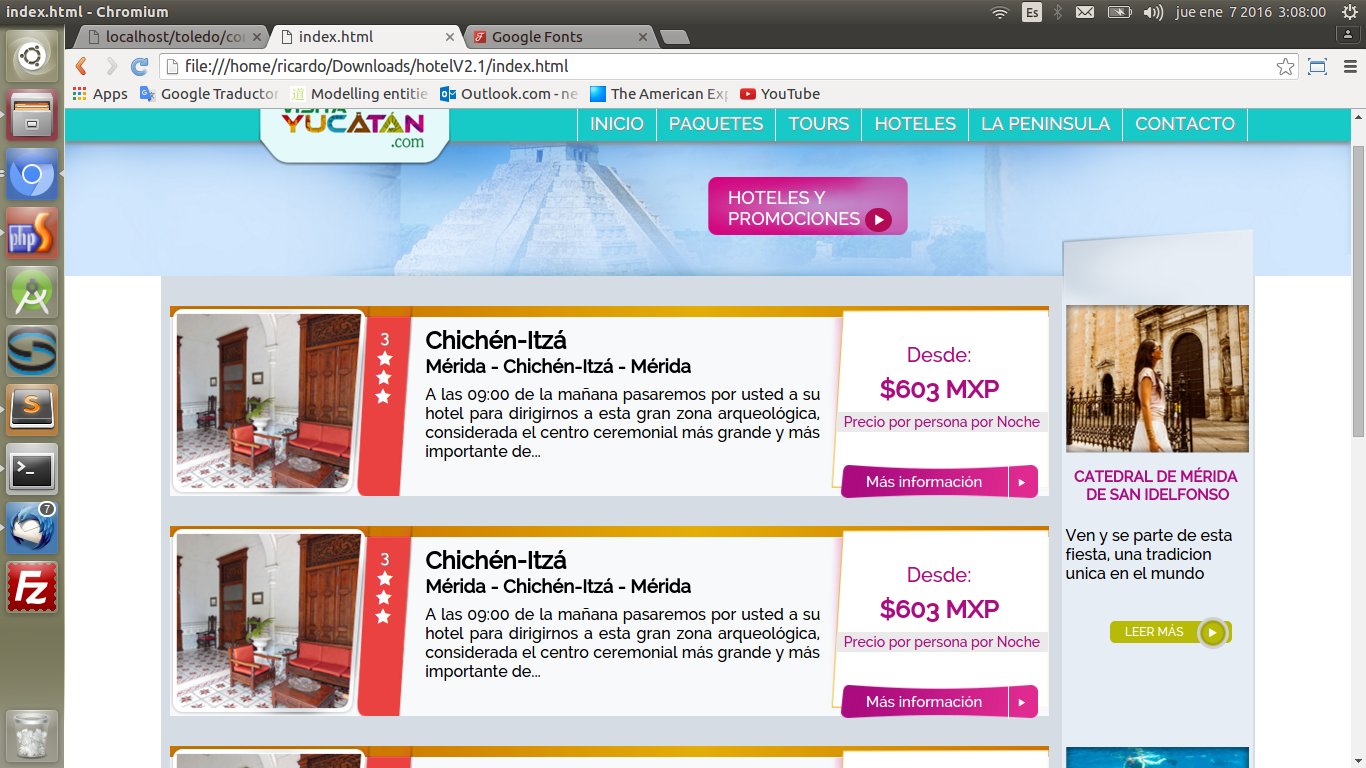 index.html - Chromium
Es
jue ene 7 2016 3:08:00
localhost/toledo/co
index.html
Google Fonts
file:///home/ricardo/Downloads/hotelV2.1/index.html
Apps
Google Traductor
Modelling entitie
Outlook.com - ne
The American Exp
YouTube
VISITA
YUCATÁN
.com
INICIO
PAQUETES
TOURS
HOTELES
LA PENINSULA
CONTACTO
HOTELES Y
PROMOCIONES
3
Chichén-Itzá
Mérida - Chichén-Itzá - Mérida
A las 09:00 de la mañana pasaremos por usted a su
hotel para dirigirnos a esta gran zona arqueológica,
considerada el centro ceremonial más grande y más
importante de...
Desde:
$603 MXP
Precio por persona por Noche
Más información
3
Chichén-Itzá
Mérida - Chichén-Itzá - Mérida
A las 09:00 de la mañana pasaremos por usted a su
hotel para dirigirnos a esta gran zona arqueológica,
considerada el centro ceremonial más grande y más
importante de...
Desde:
$603 MXP
Precio por persona por Noche
Más información
CATEDRAL DE MÉRIDA
DE SAN IDELFONSO
Ven y se parte de esta
fiesta, una tradicion
unica en el mundo
LEER MÁS
php
S
7
FZ